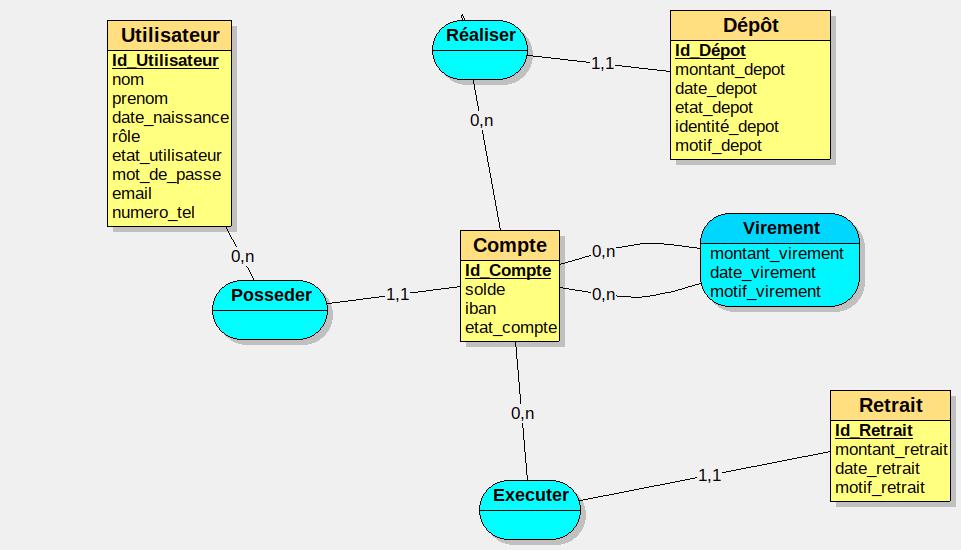 Utilisateur
Id_Utilisateur
nom
prenom
date_naissance
rôle
etat_utilisateur
mot_de_passe
email
numero_tel
Réaliser
1,1
Dépôt
Id_Dépot
montant_depot
date_depot
etat_depot
identité_depot
motif_depot
0,n
0,n
Posseder
1,1
Compte
Id_Compte
solde
iban
etat_compte
0,n
0,n
Virement
montant_virement
date_virement
motif_virement
0,n
Executer
1,1
Retrait
Id_Retrait
montant_retrait
date_retrait
motif_retrait